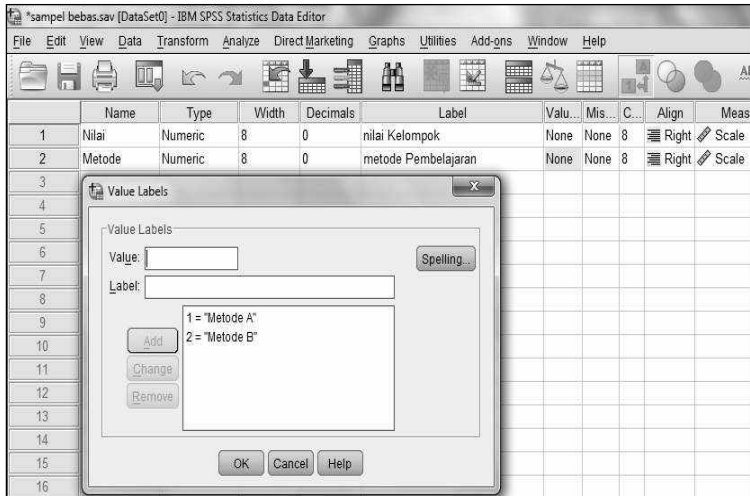 *sampel bebas.sav [DataSet0] - IBM SPSS Statistics Data Editor
File Edit View Data Transform Analyze Direct Marketing Graphs Utilities Add-ons Window Help
Name Type Width Decimals Label Valu... Mis... C... Align Meas
1 Nilai Numeric 8 0 nilai Kelompok None None 8 Right Scale
2 Metode Numeric 8 0 metode Pembelajaran None None 8 Right Scale
3
4
5
6
7
8
9
10
11
12
13
14
15
16
Value Labels
Value Labels
Value:
Spelling...
Label:
1 = "Metode A"
2 = "Metode B"
Add
Change
Remove
OK Cancel Help